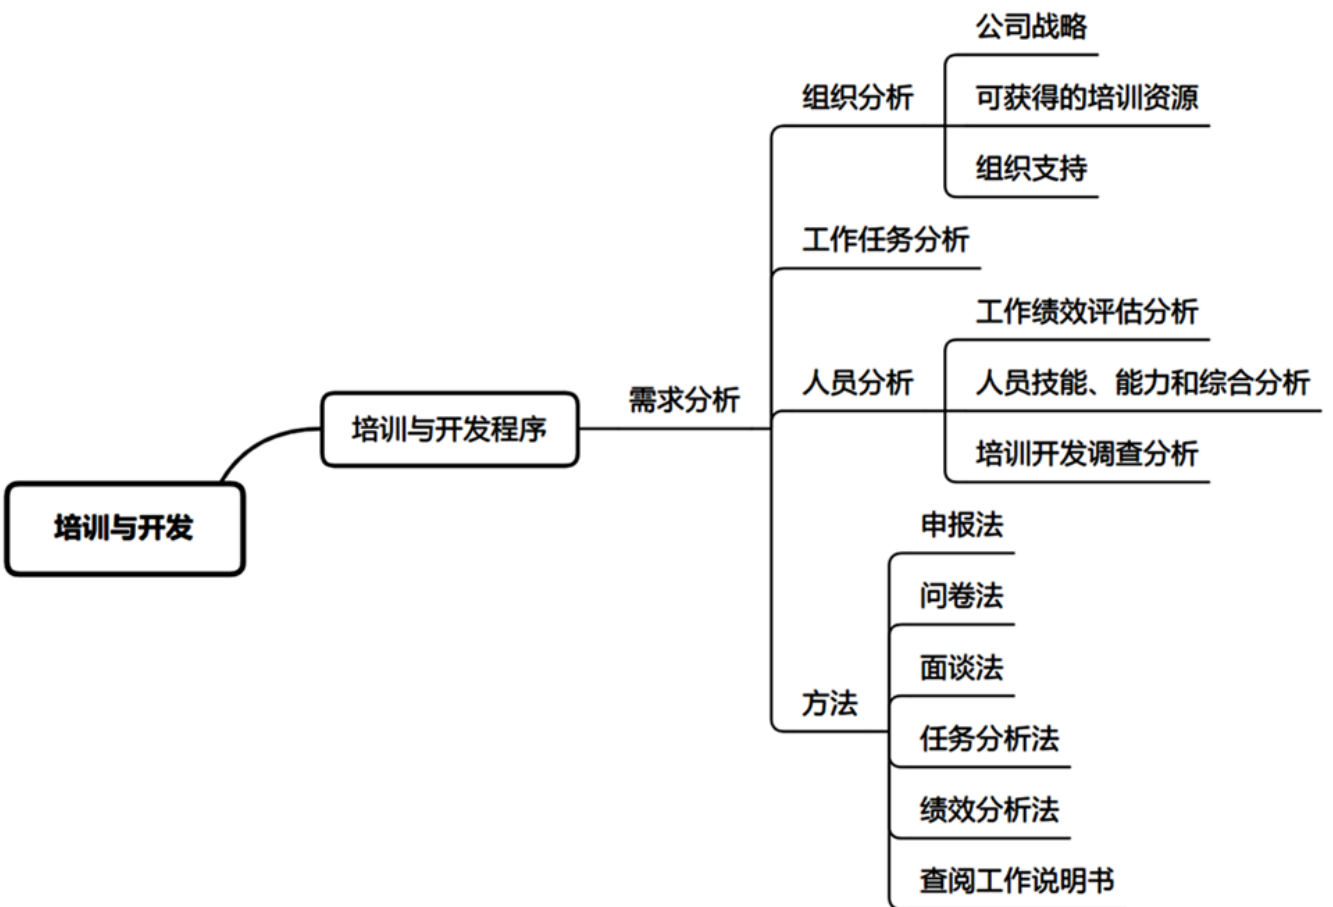 培训与开发
培训与开发程序
需求分析
组织分析
公司战略
可获得的培训资源
组织支持
工作任务分析
人员分析
工作绩效评估分析
人员技能、能力和综合分析
培训开发调查分析
方法
申报法
问卷法
面谈法
任务分析法
绩效分析法
查阅工作说明书